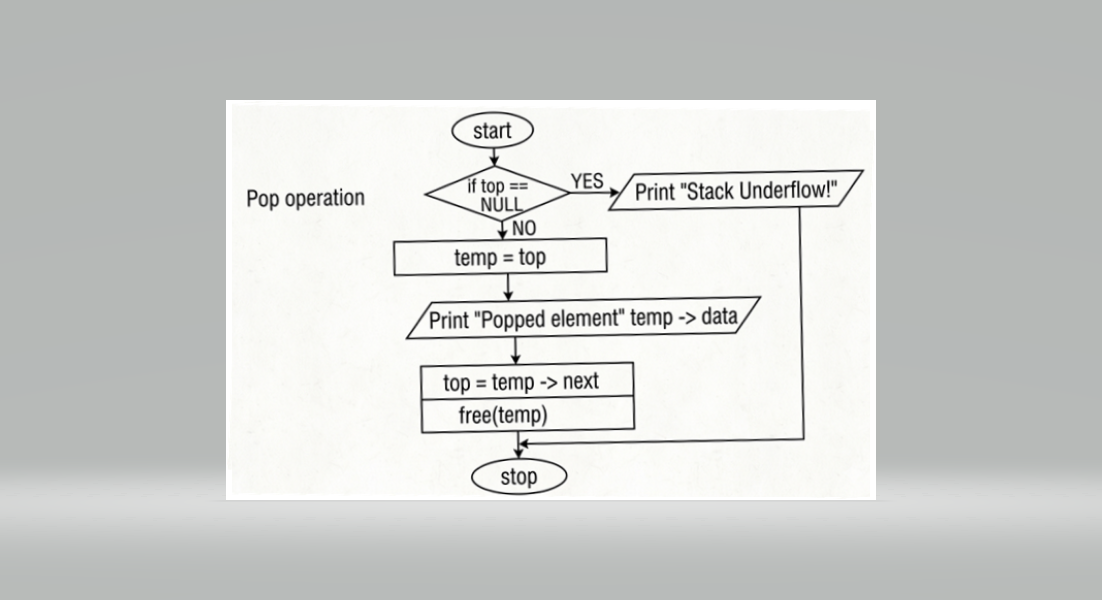 start
if top ==
NULL
YES
Print "Stack Underflow!"
Pop operation
NO
temp = top
Print "Popped element" temp -> data
top = temp -> next
free(temp)
stop